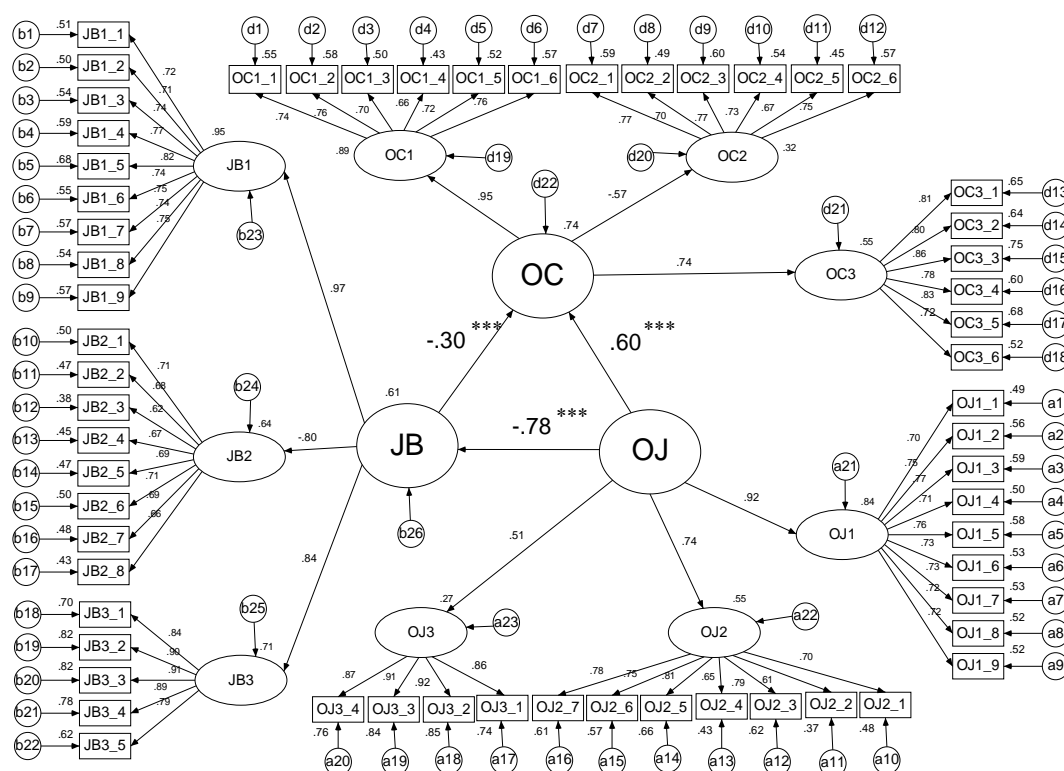 b1 .51 JB1_1
b2 .50 JB1_2
b3 .54 JB1_3
b4 .59 JB1_4
b5 .68 JB1_5
b6 .55 JB1_6
b7 .57 JB1_7
b8 .54 JB1_8
b9 .57 JB1_9
.72
.71
.74
.77
.82
.74
.75
.74
.75
.95
JB1
b23
d1 d2 d3 d4 d5 d6
.55 .58 .50 .43 .52 .57
OC1_1 OC1_2 OC1_3 OC1_4 OC1_5 OC1_6
.74 .76 .70 .66 .72 .76
.89
OC1
d19
d7 d8 d9 d10 d11 d12
.59 .49 .60 .54 .45 .57
OC2_1 OC2_2 OC2_3 OC2_4 OC2_5 OC2_6
.77 .70 .77 .73 .67 .75
d20
OC2
.32
.95
d22
-.57
.74
OC
.74
d21
.55
OC3
.81
.80
.86
.78
.83
.72
OC3_1 .65 d13
OC3_2 .64 d14
OC3_3 .75 d15
OC3_4 .60 d16
OC3_5 .68 d17
OC3_6 .52 d18
.97
-.30 ***
.60 ***
-.78 ***
b10 .50 JB2_1
b11 .47 JB2_2
b12 .38 JB2_3
b13 .45 JB2_4
b14 .47 JB2_5
b15 .50 JB2_6
b16 .48 JB2_7
b17 .43 JB2_8
.71
.68
.62
.67
.69
.71
.69
.66
b24
.64
JB2
-.80
.61
JB
b26
OJ
.84
.51
.74
.92
a21
.84
OJ1
.70
.75
.77
.71
.76
.73
.73
.72
.72
OJ1_1 .49 a1
OJ1_2 .56 a2
OJ1_3 .59 a3
OJ1_4 .50 a4
OJ1_5 .58 a5
OJ1_6 .53 a6
OJ1_7 .53 a7
OJ1_8 .52 a8
OJ1_9 .52 a9
b18 .70 JB3_1
b19 .82 JB3_2
b20 .82 JB3_3
b21 .78 JB3_4
b22 .62 JB3_5
.84
.90
.91
.89
.79
b25
.71
JB3
.27
OJ3
a23
.87 .91 .92 .86
OJ3_4 OJ3_3 OJ3_2 OJ3_1
.76 .84 .85 .74
a20 a19 a18 a17
.55
OJ2
a22
.78 .75 .81 .65 .79 .61 .70
OJ2_7 OJ2_6 OJ2_5 OJ2_4 OJ2_3 OJ2_2 OJ2_1
.61 .57 .66 .43 .62 .37 .48
a16 a15 a14 a13 a12 a11 a10